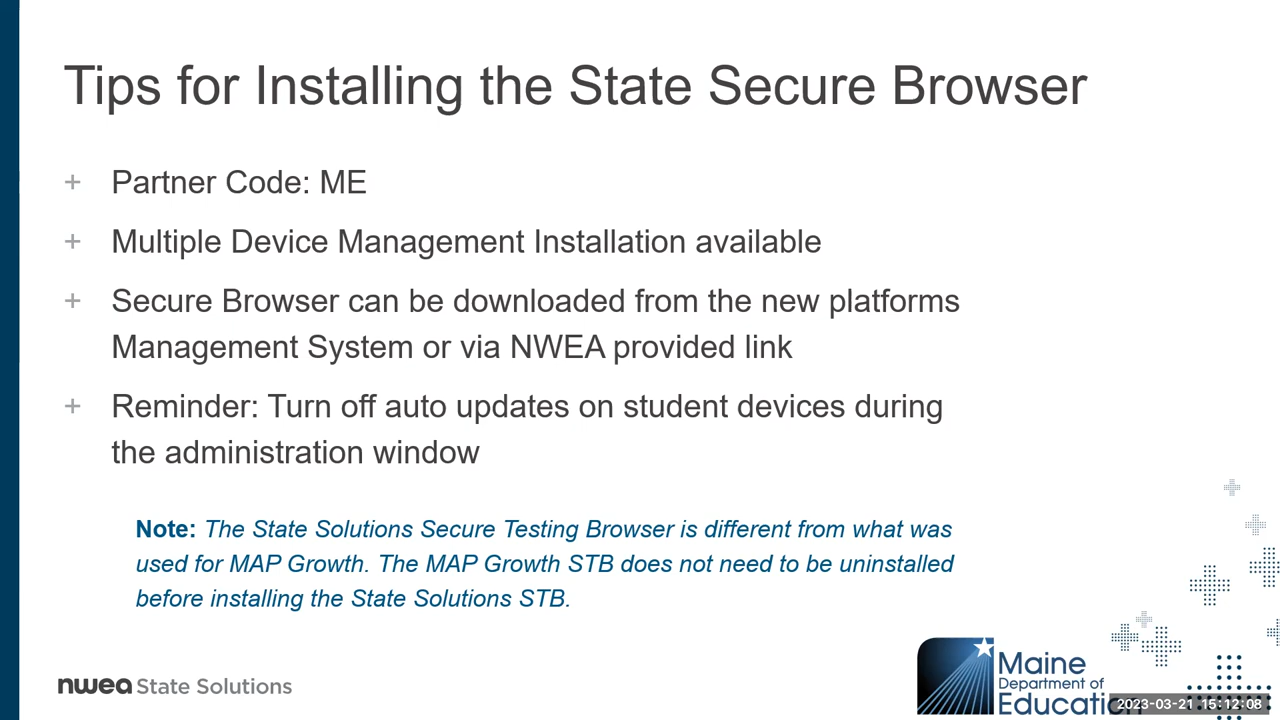 Tips for Installing the State Secure Browser
+ Partner Code: ME
+ Multiple Device Management Installation available
+ Secure Browser can be downloaded from the new platforms
Management System or via NWEA provided link
+ Reminder: Turn off auto updates on student devices during
the administration window
Note: The State Solutions Secure Testing Browser is different from what was
used for MAP Growth. The MAP Growth STB does not need to be uninstalled
before installing the State Solutions STB.
nwea State Solutions
Maine
Department of
Education
2023-03-21 15:12:08